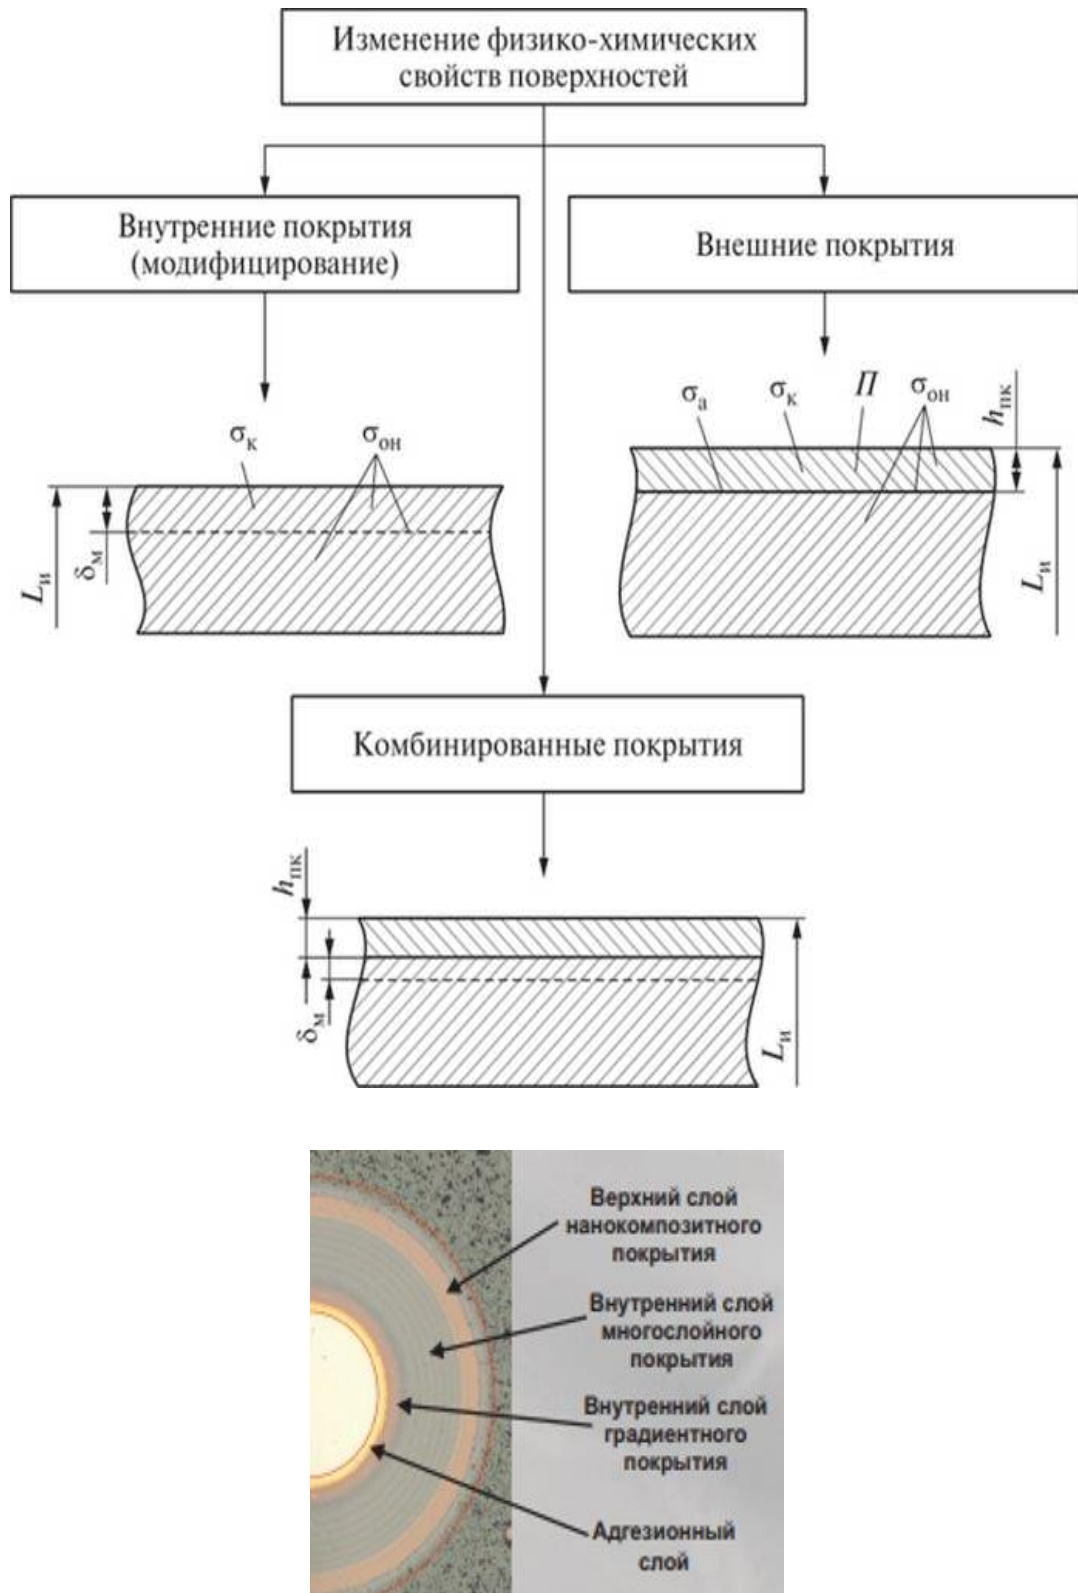 Изменение физико-химических
свойств поверхностей
Внутренние покрытия
(модифицирование)
Внешние покрытия
σк
σон
δм
Lи
σа
σк
П
σон
hпк
Lи
Комбинированные покрытия
hпк
δм
Lи
Верхний слой
нанокомпозитного
покрытия
Внутренний слой
многослойного
покрытия
Внутренний слой
градиентного
покрытия
Адгезионный
слой